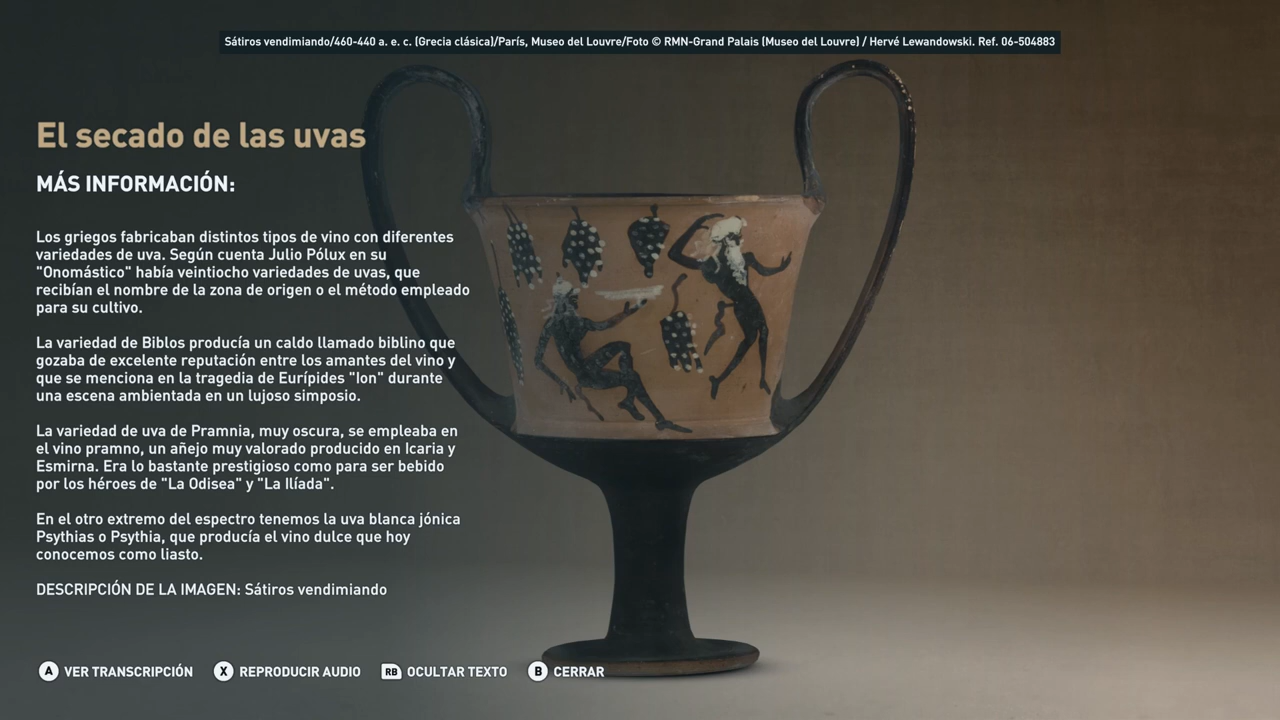 Sátiros vendimiando/460-440 a. e. c. (Grecia clásica)/París, Museo del Louvre/Foto © RMN-Grand Palais (Museo del Louvre) / Hervé Lewandowski. Ref. 06-504883
El secado de las uvas
MÁS INFORMACIÓN:
Los griegos fabricaban distintos tipos de vino con diferentes
variedades de uva. Según cuenta Julio Pólux en su
"Onomástico" había veintiocho variedades de uvas, que
recibían el nombre de la zona de origen o el método empleado
para su cultivo.
La variedad de Biblos producía un caldo llamado biblino que
gozaba de excelente reputación entre los amantes del vino y
que se menciona en la tragedia de Eurípides "Ion" durante
una escena ambientada en un lujoso simposio.
La variedad de uva de Pramnia, muy oscura, se empleaba en
el vino pramno, un añejo muy valorado producido en Icaria y
Esmirna. Era lo bastante prestigioso como para ser bebido
por los héroes de "La Odisea" y "La Ilíada".
En el otro extremo del espectro tenemos la uva blanca jónica
Psythias o Psythia, que producía el vino dulce que hoy
conocemos como liasto.
DESCRIPCIÓN DE LA IMAGEN: Sátiros vendimiando
A VER TRANSCRIPCIÓN X REPRODUCIR AUDIO RB OCULTAR TEXTO B CERRAR